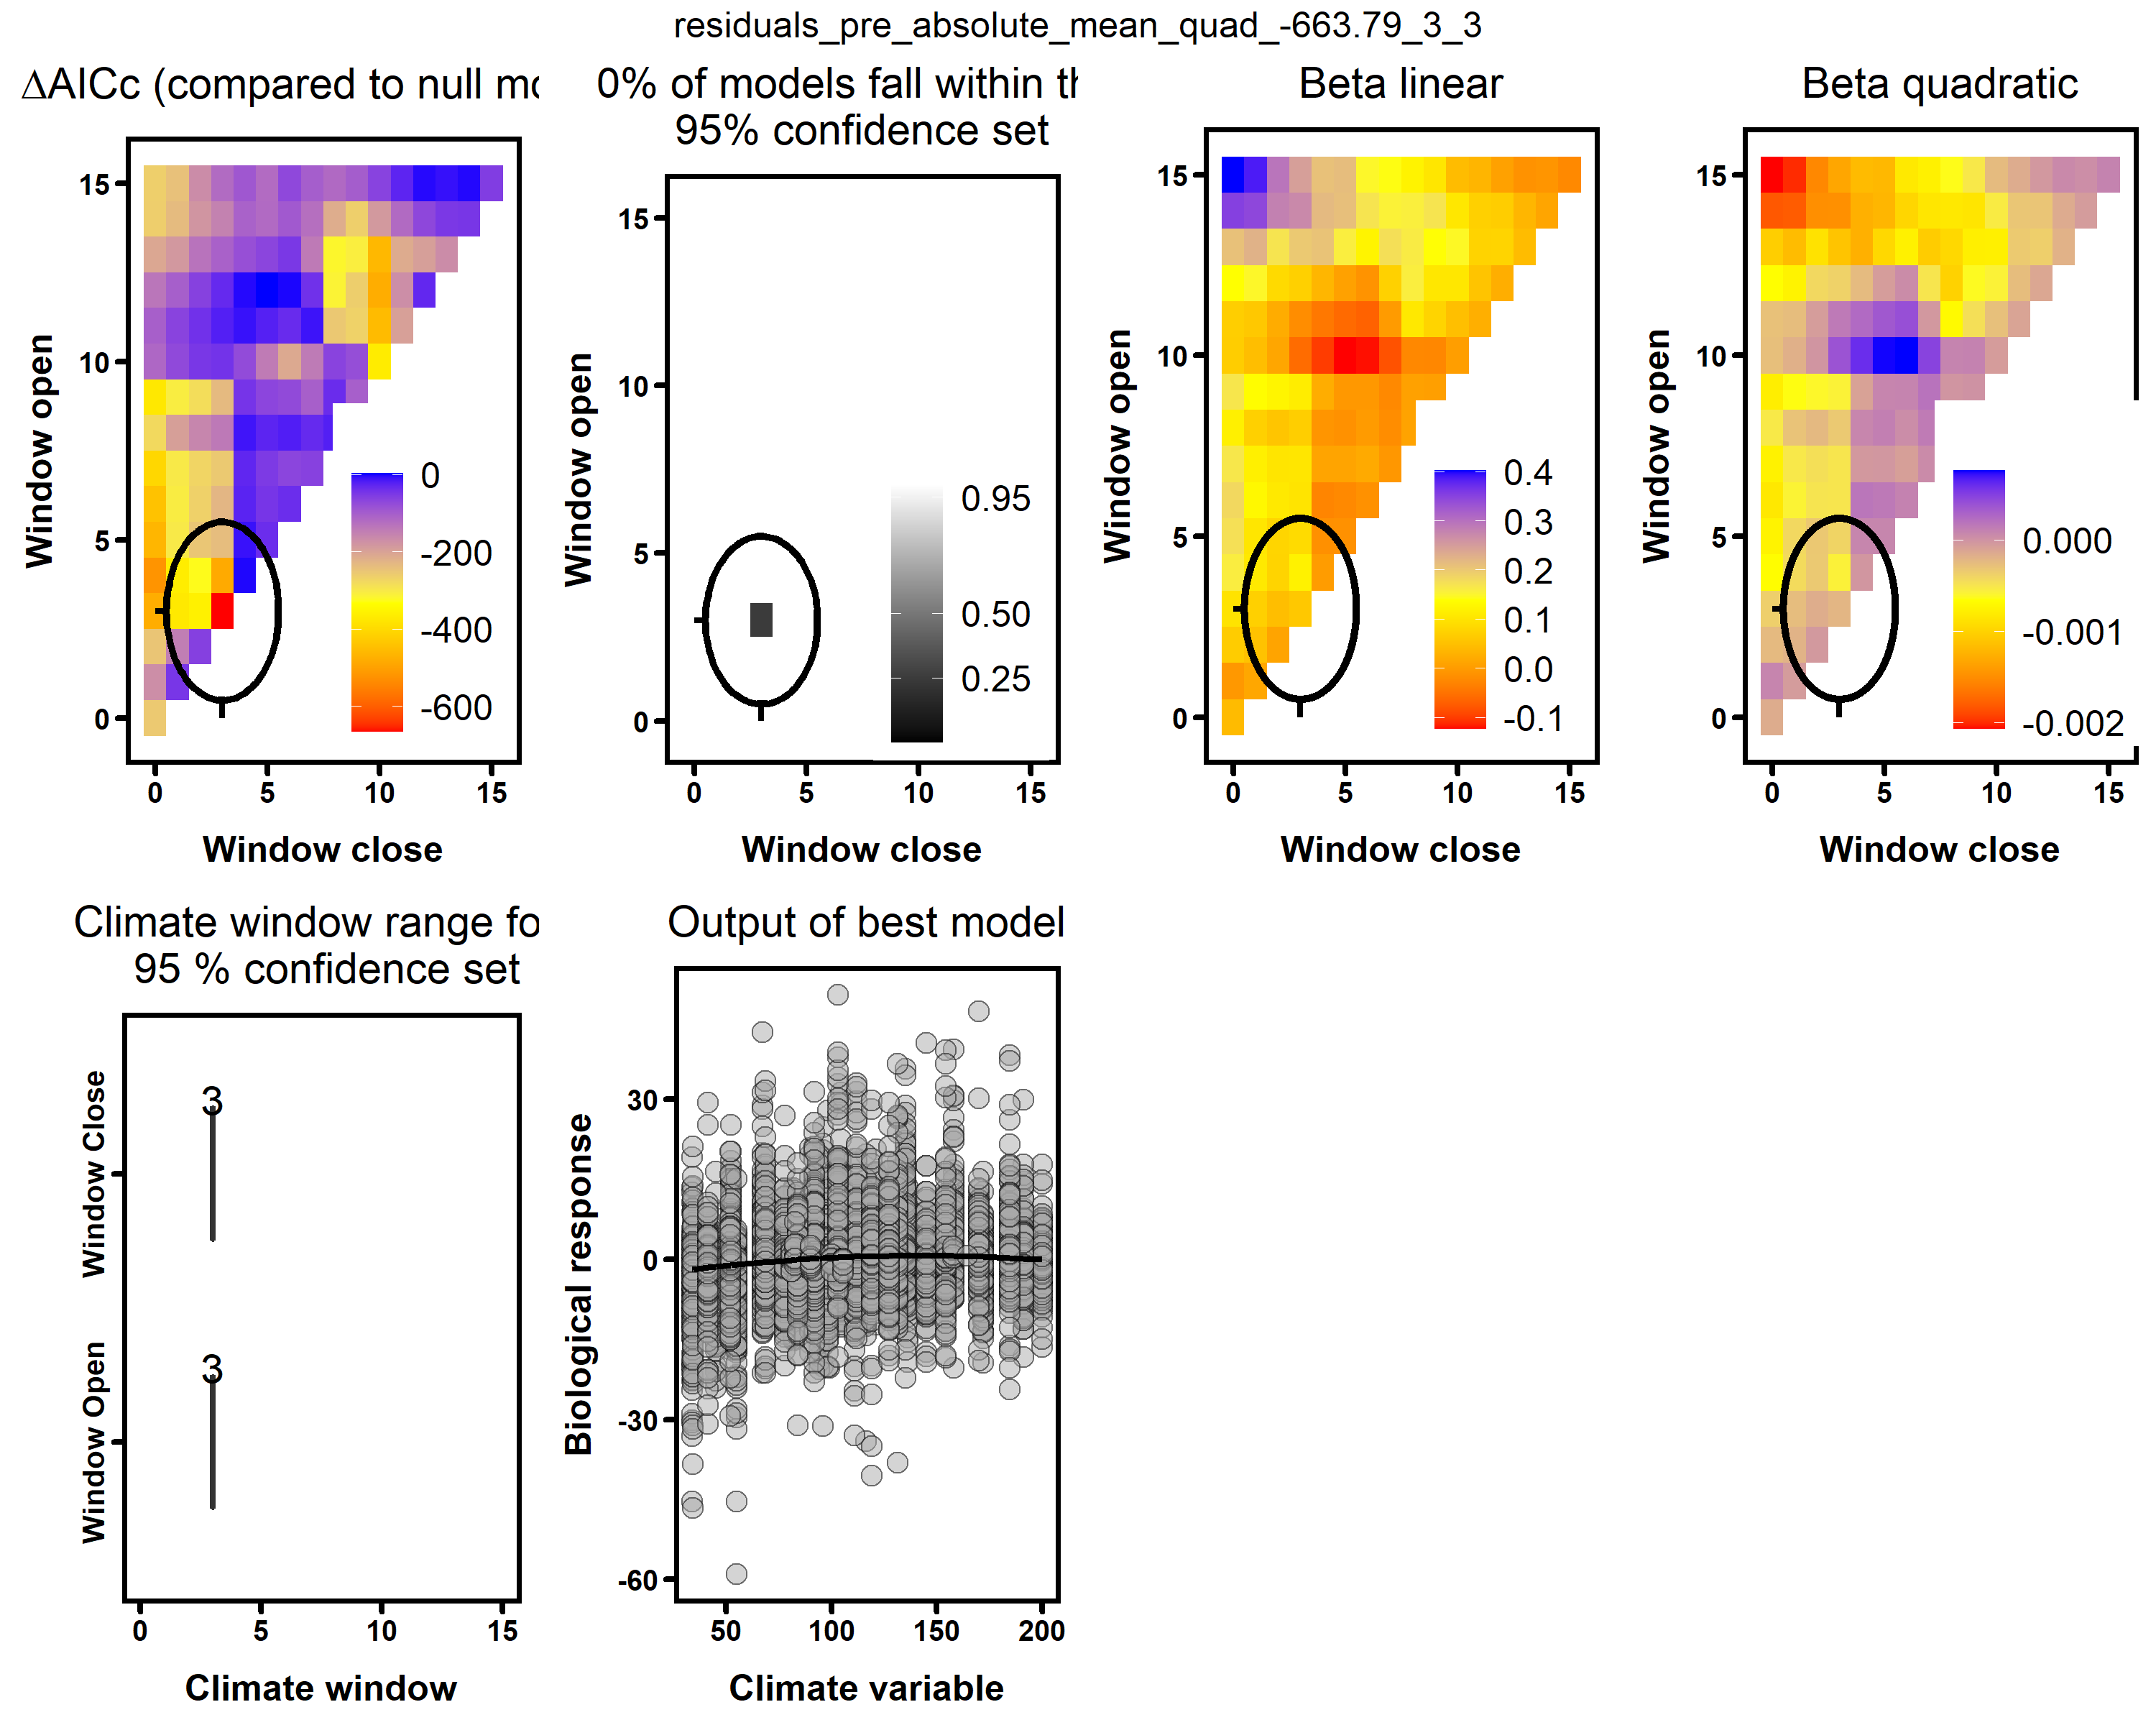 residuals_pre_absolute_mean_quad_-663.79_3_3
ΔAICc (compared to null mo
15
10
5
0
0
5
10
15
Window open
Window close
0
-200
-400
-600
0% of models fall within th
95% confidence set
15
10
5
0
0
5
10
15
Window open
Window close
0.95
0.50
0.25
Beta linear
15
10
5
0
0
5
10
15
Window open
Window close
0.4
0.3
0.2
0.1
0.0
-0.1
Beta quadratic
15
10
5
0
0
5
10
15
Window open
Window close
0.000
-0.001
-0.002
Climate window range fo
95 % confidence set
Window Close
Window Open
3
3
0
5
10
15
Climate window
Output of best model
30
0
-30
-60
50
100
150
200
Biological response
Climate variable